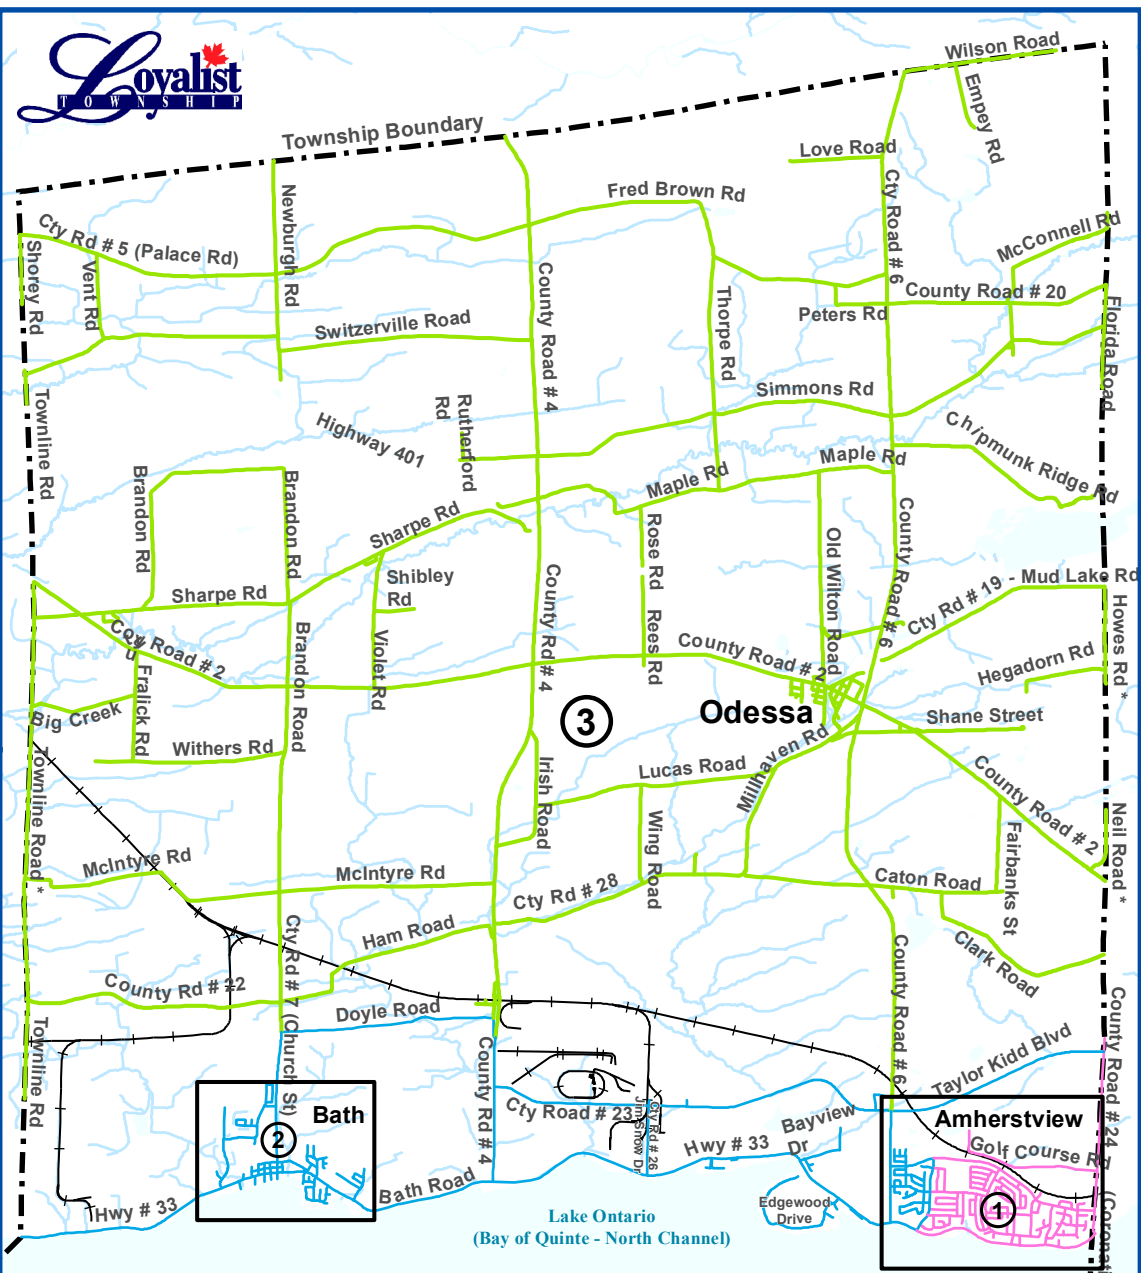 Loyalist
TOWNSHIP
Wilson Road
Empey Rd
Township Boundary
Love Road
Fred Brown Rd
Cty Road # 6
Newburgh Rd
McConnell Rd
Cty Rd # 5 (Palace Rd)
Shorey Rd
Vent Rd
County Road # 4
Thorpe Rd
County Road # 20
Peters Rd
Florida Road
Switzerville Road
Simmons Rd
Townline Rd
Rutherford
Rd
Highway 401
Chipmunk Ridge Rd
Maple Rd
Maple Rd
Brandon Rd
Brandon Rd
Sharpe Rd
Rose Rd
Old Wilton Road
County Road # 6
Shibley
Rd
Sharpe Rd
County Rd # 4
Cty Rd # 19 - Mud Lake Rd
Howes Rd *
Cty Road # 2
Brandon Road
Violet Rd
Rees Rd
County Road # 2
Hegadorn Rd
Fralick Rd
Big Creek
Odessa
Shane Street
3
Withers Rd
Millhaven Rd
Lucas Road
Irish Road
County Road # 2
Townline Road *
Wing Road
Fairbanks St
Neil Road *
McIntyre Rd
McIntyre Rd
Cty Rd # 28
Caton Road
Ham Road
Clark Road
Cty Rd # 7 (Church St)
County Road # 6
County Rd # 22
Doyle Road
County Road # 24
(Coronati
Townline Rd
County Rd # 4
Taylor Kidd Blvd
Cty Road # 23
Jim Snow Dr
Cty Rd # 26
Bath
2
Bayview
Dr
Amherstview
Hwy # 33
Golf Course Rd
Bath Road
Hwy # 33
Edgewood
Drive
1
Lake Ontario
(Bay of Quinte - North Channel)